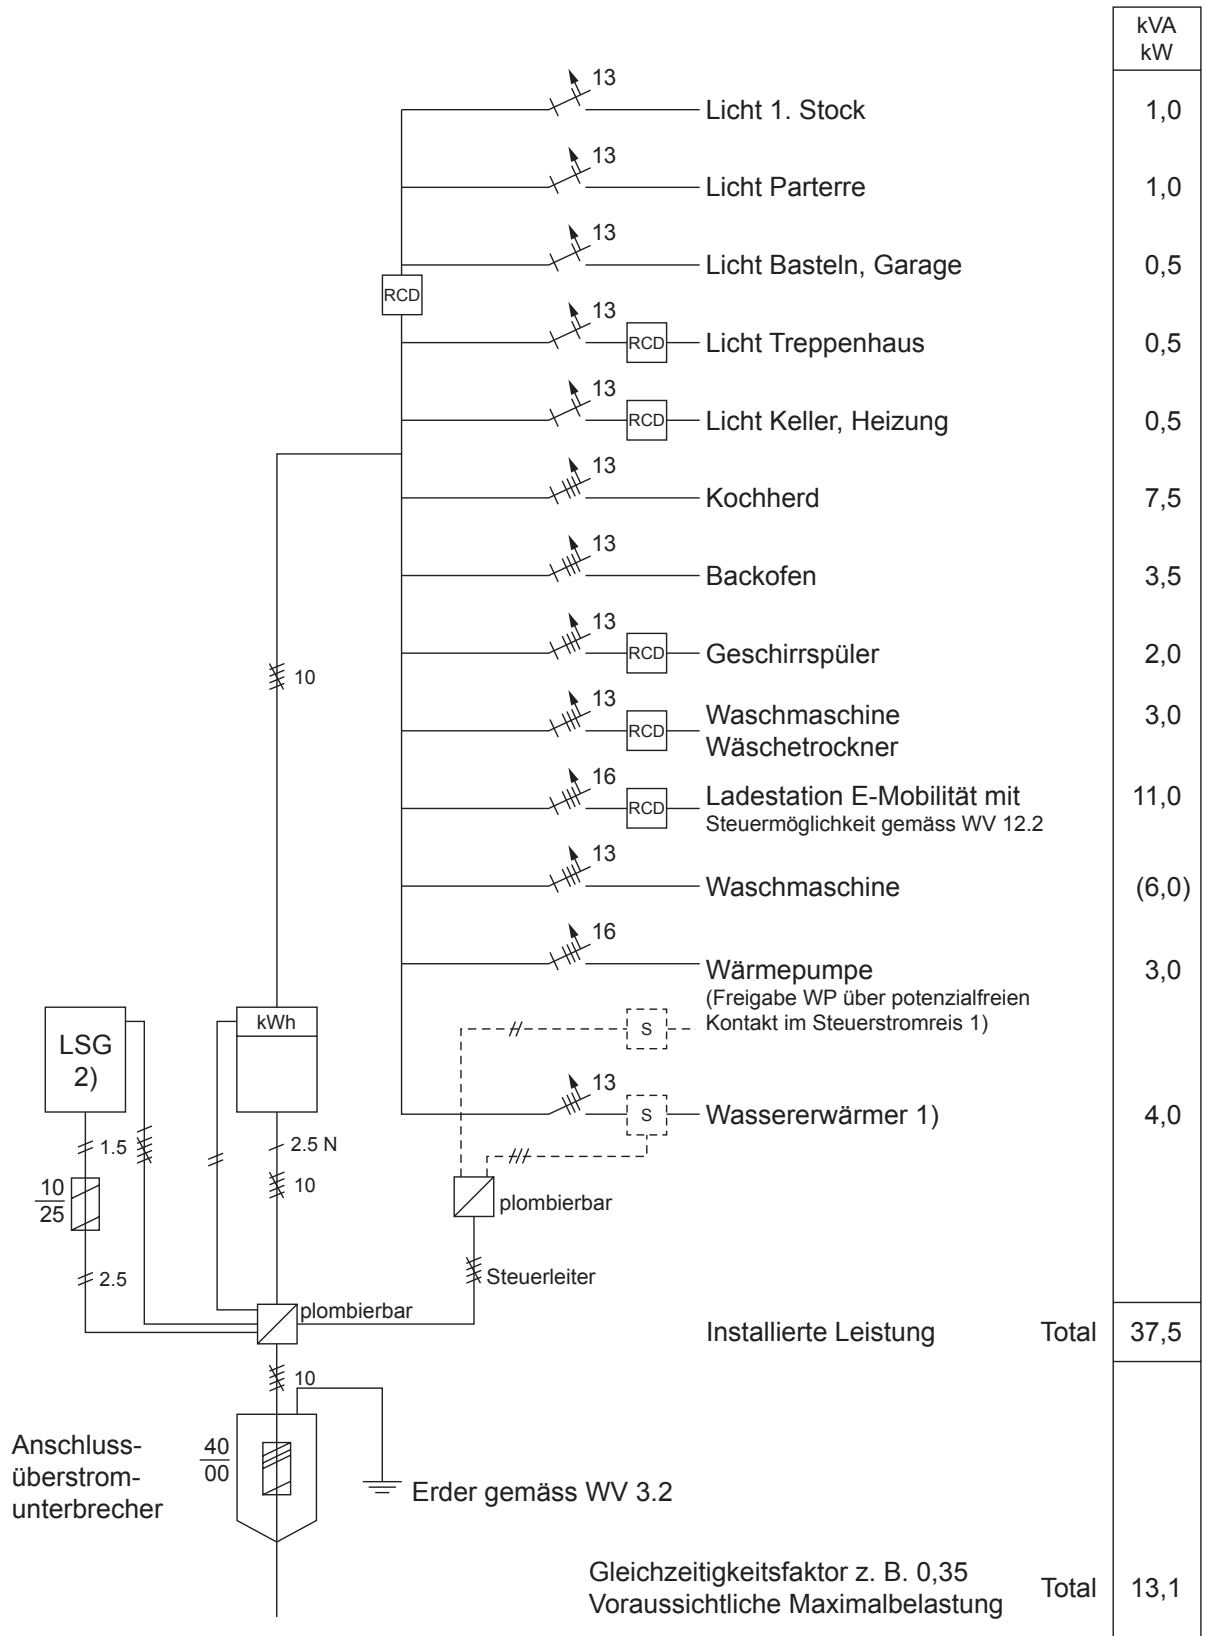 kVA
kW
13
Licht 1. Stock 1,0
13
Licht Parterre 1,0
13
Licht Basteln, Garage 0,5
RCD
13
RCD Licht Treppenhaus 0,5
13
RCD Licht Keller, Heizung 0,5
13
Kochherd 7,5
13
Backofen 3,5
13
RCD Geschirrspüler 2,0
10
13
RCD Waschmaschine 3,0
Wäschetrockner
16
RCD Ladestation E-Mobilität mit 11,0
Steuermöglichkeit gemäss WV 12.2
13
Waschmaschine (6,0)
16
Wärmepumpe 3,0
(Freigabe WP über potenzialfreien
Kontakt im Steuerstromreis 1)
S
LSG
2)
kWh
13
S Wassererwärmer 1) 4,0
1.5
2.5 N
10
10
25
plombierbar
2.5
Steuerleiter
plombierbar
Installierte Leistung Total 37,5
10
Anschluss-
überstrom-
unterbrecher
40
00
Erder gemäss WV 3.2
Gleichzeitigkeitsfaktor z. B. 0,35
Voraussichtliche Maximalbelastung Total 13,1